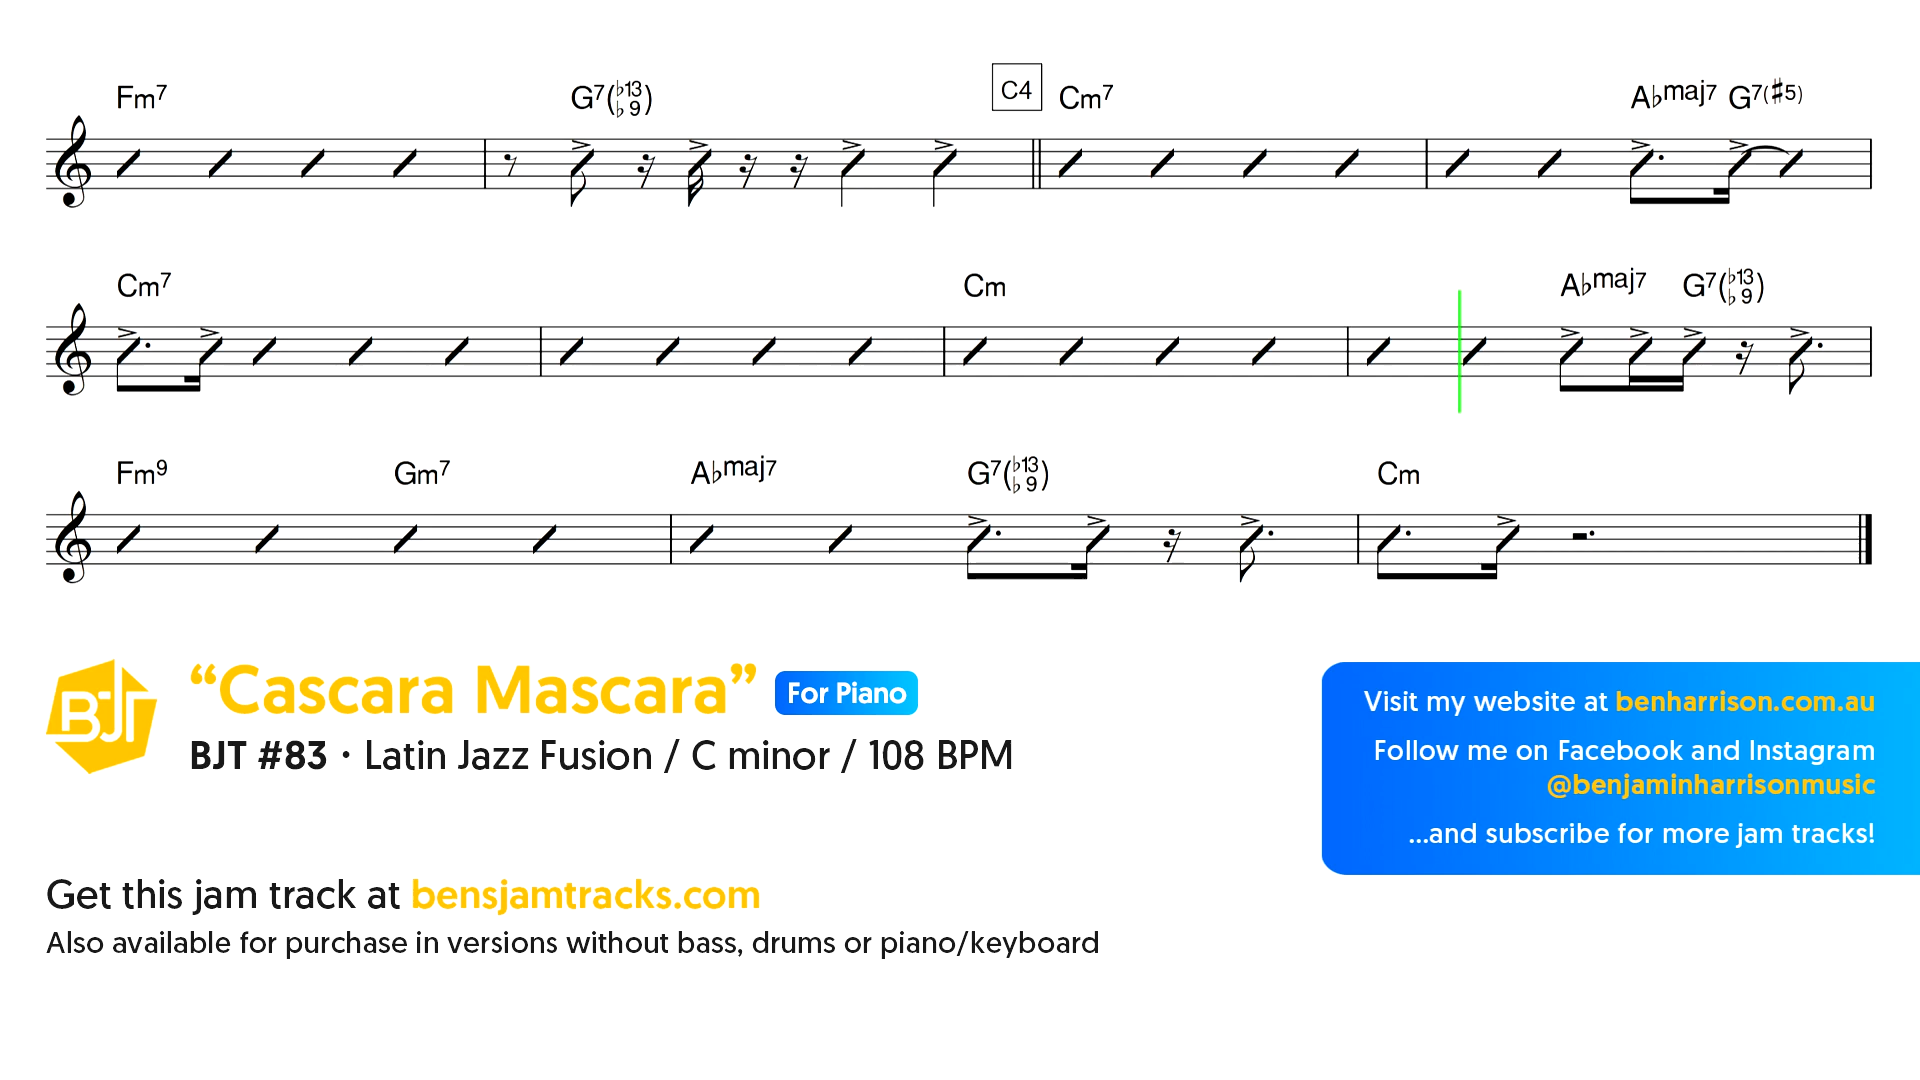 Fm7 G7(♭13 ♭9) C4 Cm7 A♭maj7 G7(♯5)
Cm7 Cm A♭maj7 G7(♭13 ♭9)
Fm9 Gm7 A♭maj7 G7(♭13 ♭9) Cm
BJT
“Cascara Mascara” For Piano
BJT #83 · Latin Jazz Fusion / C minor / 108 BPM
Visit my website at benharrison.com.au
Follow me on Facebook and Instagram
@benjaminharrisonmusic
...and subscribe for more jam tracks!
Get this jam track at bensjamtracks.com
Also available for purchase in versions without bass, drums or piano/keyboard